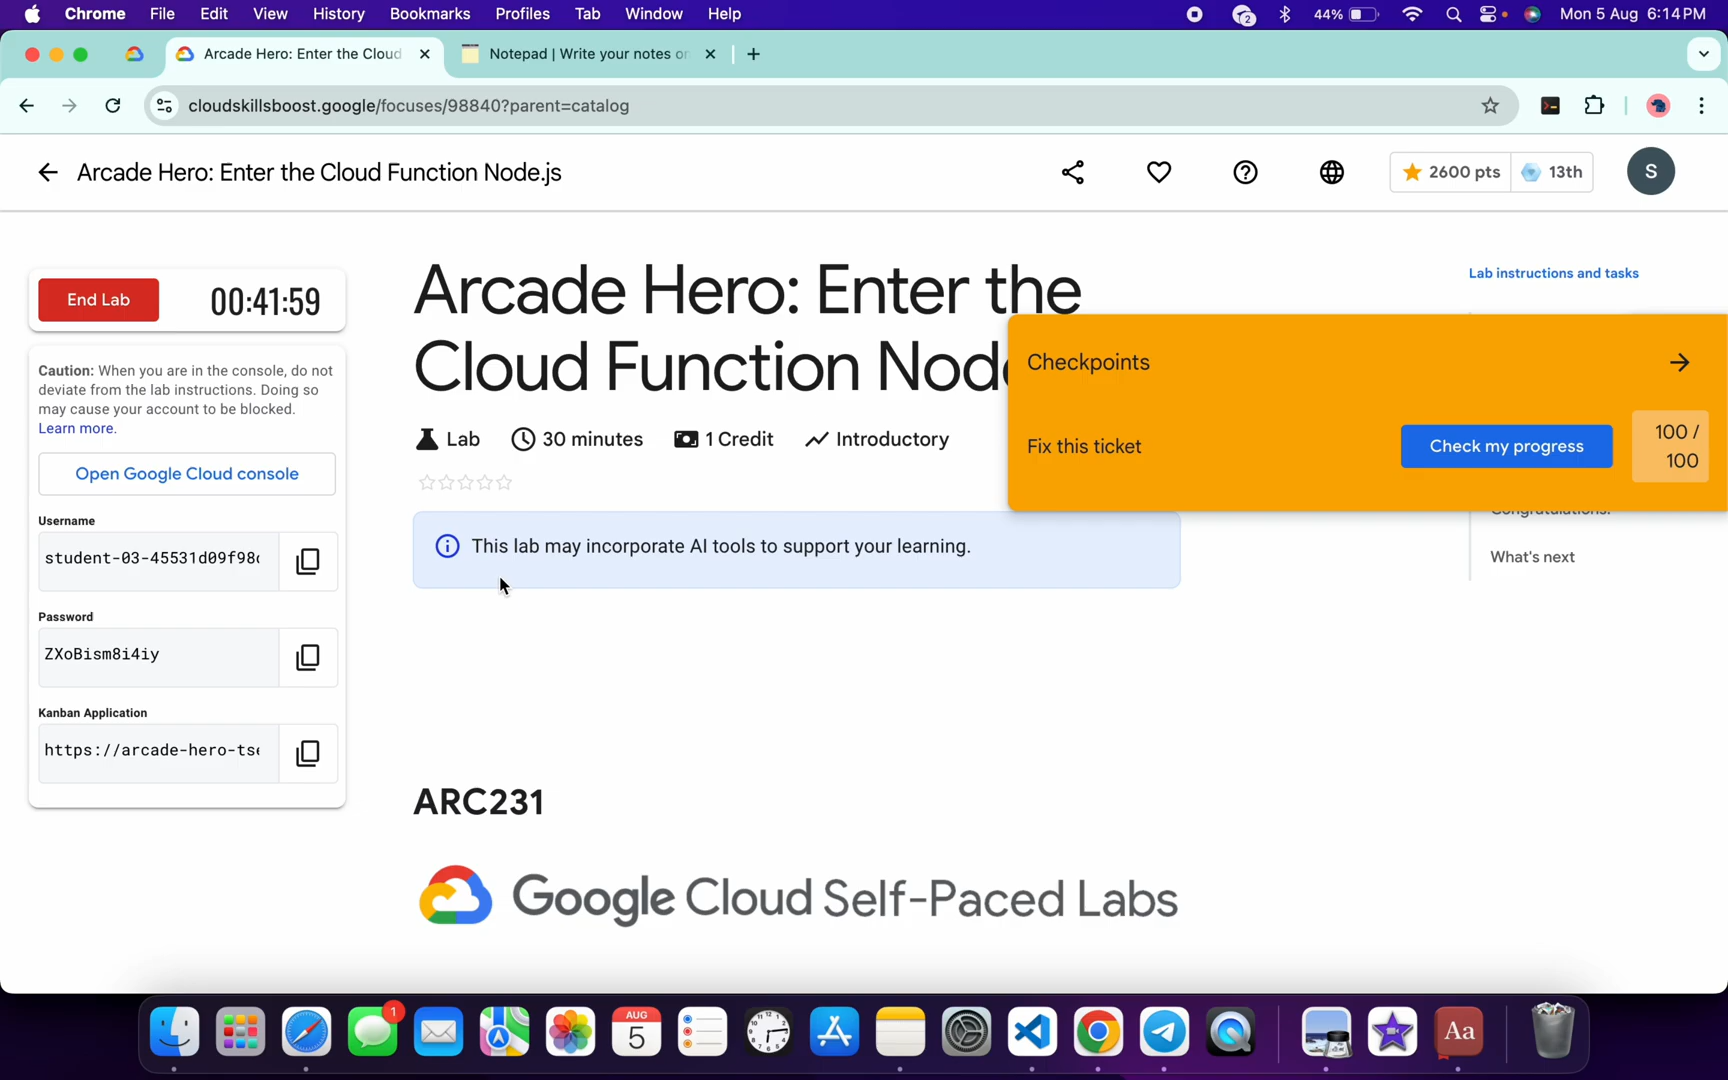 Chrome File Edit View History Bookmarks Profiles Tab Window Help 2 44% Mon 5 Aug 6:14 PM
Arcade Hero: Enter the Cloud Notepad | Write your notes on
cloudskillsboost.google/focuses/98840?parent=catalog
Arcade Hero: Enter the Cloud Function Node.js 2600 pts 13th S
Arcade Hero: Enter the
Cloud Function Node
Lab instructions and tasks
End Lab 00:41:59
Caution: When you are in the console, do not
deviate from the lab instructions. Doing so
may cause your account to be blocked.
Learn more.
Open Google Cloud console
Username
student-03-45531d09f98
Password
ZXoBism8i4iy
Kanban Application
https://arcade-hero-ts
Lab 30 minutes 1 Credit Introductory
Checkpoints
Fix this ticket Check my progress 100 /
100
Congratulations!
What's next
This lab may incorporate AI tools to support your learning.
ARC231
Google Cloud Self-Paced Labs
1
AUG
5
Aa